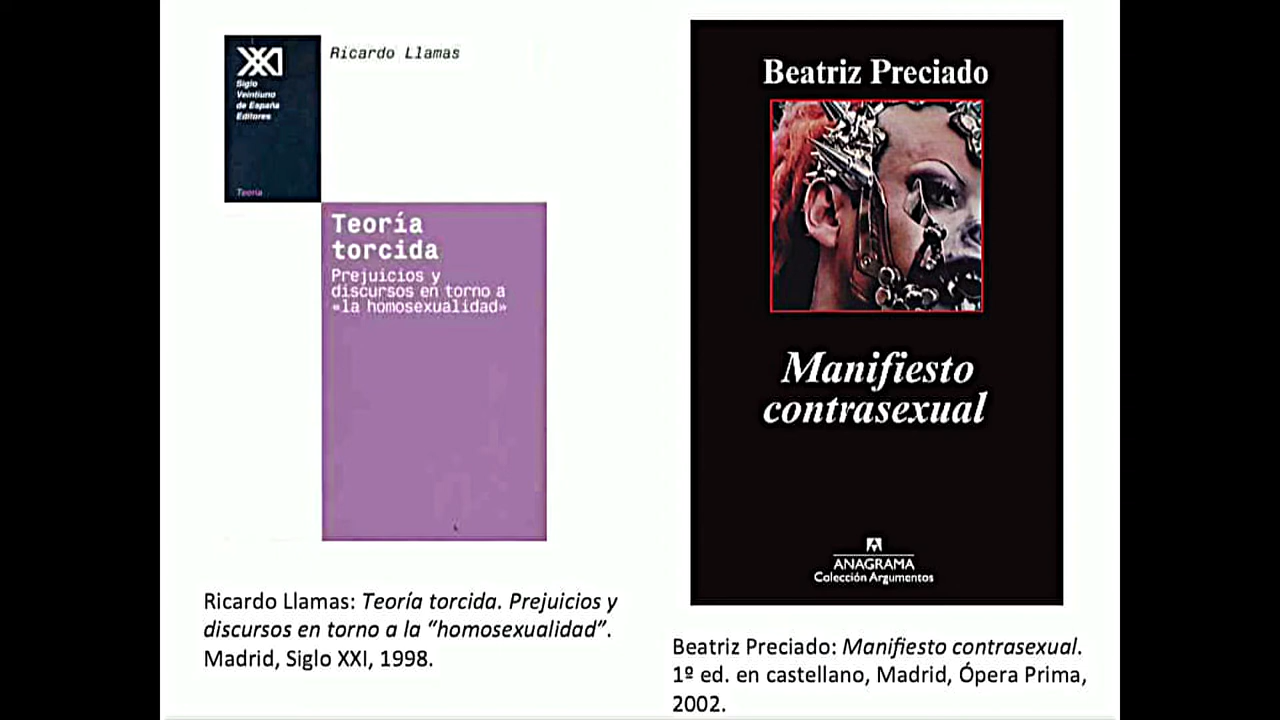 XXI
Siglo
Veintiuno
de España
Editores
Teoría
Ricardo Llamas
Teoría
torcida
Prejuicios y
discursos en torno a
«la homosexualidad»
Ricardo Llamas: Teoría torcida. Prejuicios y
discursos en torno a la “homosexualidad”.
Madrid, Siglo XXI, 1998.
Beatriz Preciado
Manifiesto
contrasexual
A
ANAGRAMA
Colección Argumentos
Beatriz Preciado: Manifiesto contrasexual.
1º ed. en castellano, Madrid, Ópera Prima,
2002.